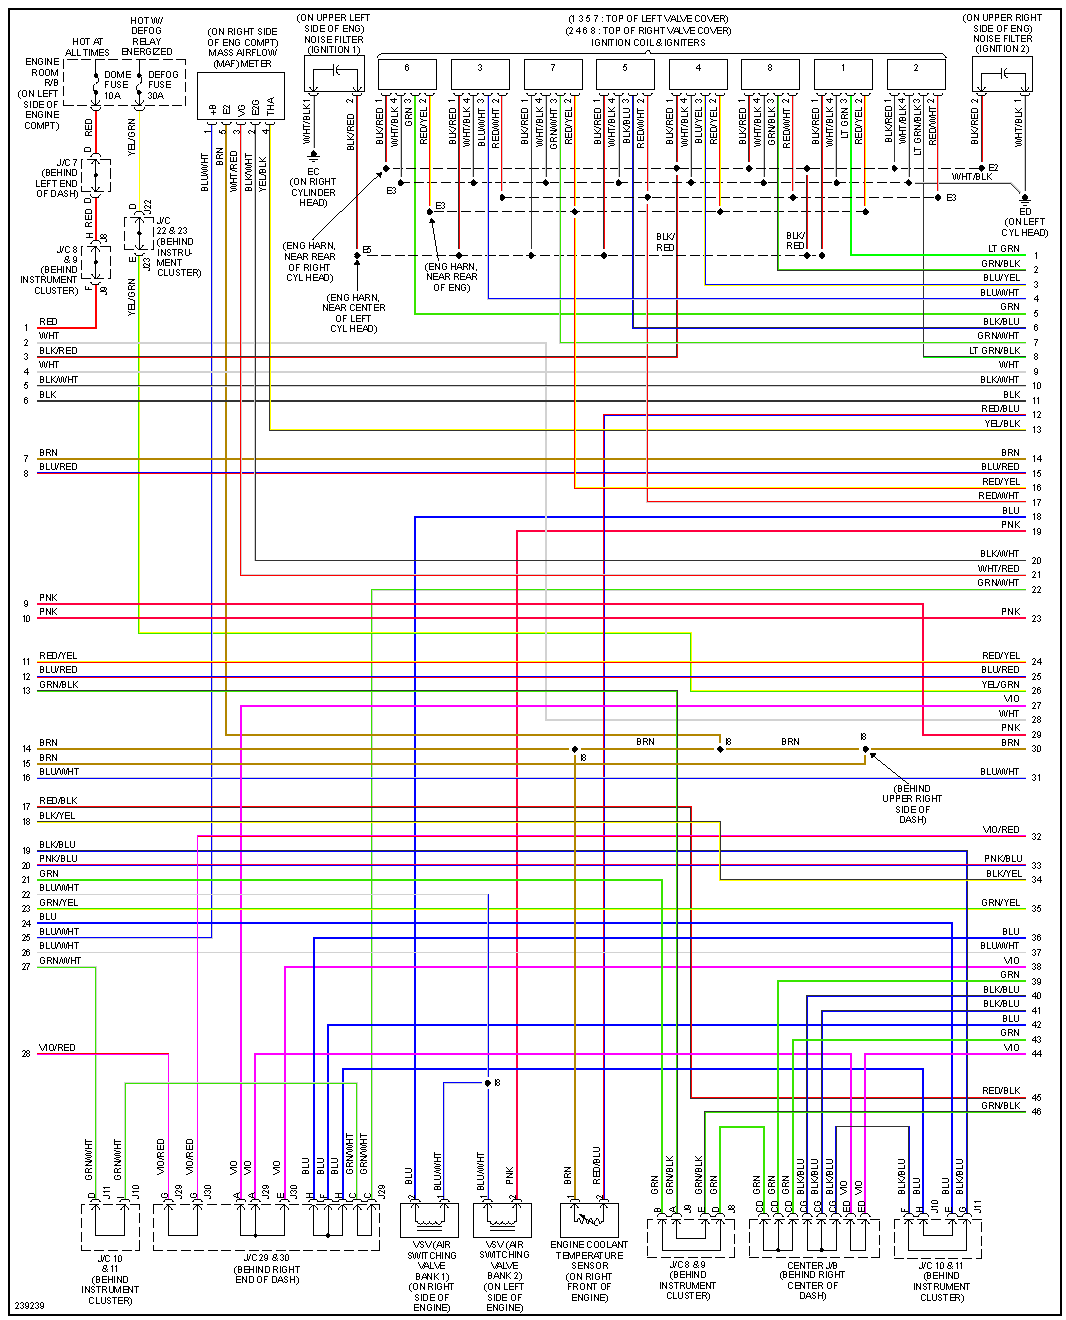 HOT AT
ALL TIMES
HOT W/
DEFOG
RELAY
ENERGIZED
ENGINE
ROOM
R/B
(ON LEFT
SIDE OF
ENGINE
COMPT)
DOME
FUSE
10A
DEFOG
FUSE
30A
(ON RIGHT SIDE
OF ENG COMPT)
MASS AIRFLOW
(MAF) METER
+B
E2
VG
E2G
THA
1
5
3
2
4
BLU/WHT
BRN
WHT/RED
BLK/WHT
YEL/BLK
(ON UPPER LEFT
SIDE OF ENG)
NOISE FILTER
(IGNITION 1)
WHT/BLK 1
2
BLK/RED
EC
(ON RIGHT
CYLINDER
HEAD)
(1 3 5 7 : TOP OF LEFT VALVE COVER)
(2 4 6 8 : TOP OF RIGHT VALVE COVER)
IGNITION COIL & IGNITERS
6
3
7
5
4
8
1
2
BLK/RED 1
WHT/BLK 4
GRN 3
RED/YEL 2
BLK/RED 1
WHT/BLK 4
BLU/WHT 3
RED/WHT 2
BLK/RED 1
WHT/BLK 4
GRN/WHT 3
RED/YEL 2
BLK/RED 1
WHT/BLK 4
BLK/BLU 3
RED/WHT 2
BLK/RED 1
WHT/BLK 4
BLU/YEL 3
RED/YEL 2
BLK/RED 1
WHT/BLK 4
GRN/BLK 3
RED/WHT 2
BLK/RED 1
WHT/BLK 4
LT GRN 1
RED/YEL 2
BLK/RED 1
WHT/BLK 4
LT GRN/BLK 3
RED/WHT 2
(ON UPPER RIGHT
SIDE OF ENG)
NOISE FILTER
(IGNITION 2)
BLK/RED 2
1
WHT/BLK
E2
WHT/BLK
E3
E3
E3
E5
ED
(ON LEFT
CYL HEAD)
BLK/
RED
BLK/
RED
(ENG HARN,
NEAR REAR
OF RIGHT
CYL HEAD)
(ENG HARN,
NEAR CENTER
OF LEFT
CYL HEAD)
(ENG HARN,
NEAR REAR
OF ENG)
RED
D
J/C 7
(BEHIND
LEFT END
OF DASH)
D
RED
H
J8
J/C 8
& 9
(BEHIND
INSTRUMENT
CLUSTER)
F
J9
YEL/GRN
D
J22
J/C
22 & 23
(BEHIND
INSTRU-
MENT
CLUSTER)
E
J23
YEL/GRN
1 RED
2 WHT
3 BLK/RED
4 WHT
5 BLK/WHT
6 BLK
7 BRN
8 BLU/RED
9 PNK
10 PNK
11 RED/YEL
12 BLU/RED
13 GRN/BLK
14 BRN
15 BRN
16 BLU/WHT
17 RED/BLK
18 BLK/YEL
19 BLK/BLU
20 PNK/BLU
21 GRN
22 BLU/WHT
23 GRN/YEL
24 BLU
25 BLU/WHT
26 BLU/WHT
27 GRN/WHT
28 VIO/RED
LT GRN 1
GRN/BLK 2
BLU/YEL 3
BLU/WHT 4
GRN 5
BLK/BLU 6
GRN/WHT 7
LT GRN/BLK 8
WHT 9
BLK/WHT 10
BLK 11
RED/BLU 12
YEL/BLK 13
BRN 14
BLU/RED 15
RED/YEL 16
RED/WHT 17
BLU 18
PNK 19
BLK/WHT 20
WHT/RED 21
GRN/WHT 22
PNK 23
RED/YEL 24
BLU/RED 25
YEL/GRN 26
VIO 27
WHT 28
PNK 29
BRN 30
BLU/WHT 31
VIO/RED 32
PNK/BLU 33
BLK/YEL 34
GRN/YEL 35
BLU 36
BLU/WHT 37
VIO 38
GRN 39
BLK/BLU 40
BLK/BLU 41
BLU 42
GRN 43
VIO 44
RED/BLK 45
GRN/BLK 46
BRN
BRN
I8
I8
I8
(BEHIND
UPPER RIGHT
SIDE OF
DASH)
I8
GRN/WHT
D
J11
GRN/WHT
I
J10
J/C 10
& 11
(BEHIND
INSTRUMENT
CLUSTER)
VIO/RED
G
J29
VIO/RED
G
J30
VIO
A
VIO
A
J29
VIO
E
J30
BLU
H
BLU
F
BLU
H
GRN/WHT
C
GRN/WHT
C
J29
J/C 29 & 30
(BEHIND RIGHT
END OF DASH)
BLU
2
BLU/WHT
1
VSV (AIR
SWITCHING
VALVE
BANK 1)
(ON RIGHT
SIDE OF
ENGINE)
BLU/WHT
1
PNK
2
VSV (AIR
SWITCHING
VALVE
BANK 2)
(ON LEFT
SIDE OF
ENGINE)
BRN
1
RED/BLU
2
ENGINE COOLANT
TEMPERATURE
SENSOR
(ON RIGHT
FRONT OF
ENGINE)
GRN
B
GRN/BLK
A
J9
GRN/BLK
E
GRN
D
J8
J/C 8 & 9
(BEHIND
INSTRUMENT
CLUSTER)
GRN
CD
GRN
CD
GRN
CD
BLK/BLU
CG
BLK/BLU
CG
BLK/BLU
CG
VIO
ED
VIO
ED
CENTER J/B
(BEHIND RIGHT
CENTER OF
DASH)
BLK/BLU
F
BLU
H
J10
BLU
E
BLK/BLU
G
J11
J/C 10 & 11
(BEHIND
INSTRUMENT
CLUSTER)
239239